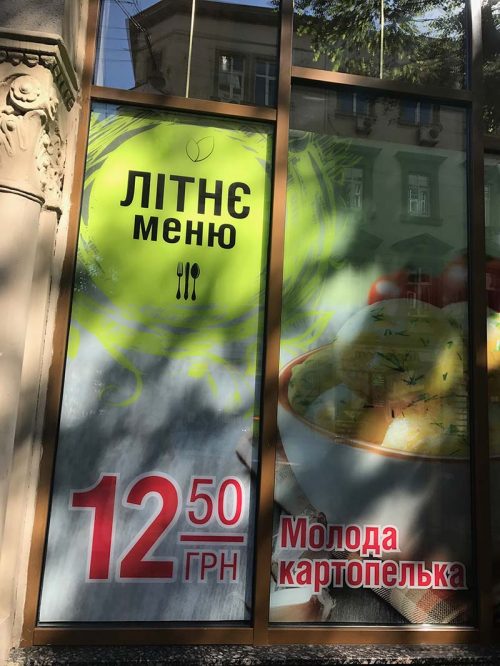 ЛІТНЄ
меню
12 50
ГРН
Молода
картопелька